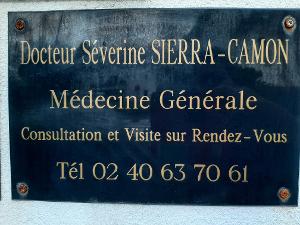 Docteur Séverine SIERRA-CAMON
Médecine Générale
Consultation et Visite sur Rendez-Vous
Tél 02 40 63 70 61